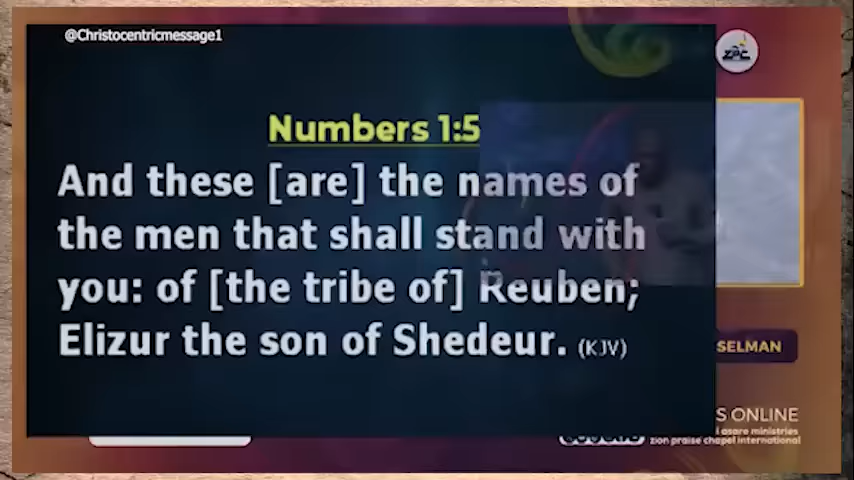 @Christocentricmessage1
ZPC
Numbers 1:5
And these [are] the names of
the men that shall stand with
you: of [the tribe of] Reuben;
Elizur the son of Shedeur. (KJV)
SELMAN
S ONLINE
i asare ministries
zion praise chapel international